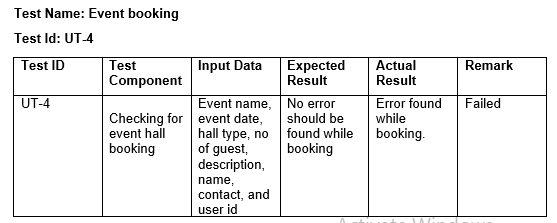 Test Name: Event booking
Test Id: UT-4
Test ID
Test
Component
Input Data
Expected
Result
Actual
Result
Remark
UT-4
Checking for
event hall
booking
Event name,
event date,
hall type, no
of guest,
description,
name,
contact, and
user id
No error
should be
found while
booking
Error found
while
booking.
Failed
Activate Windows